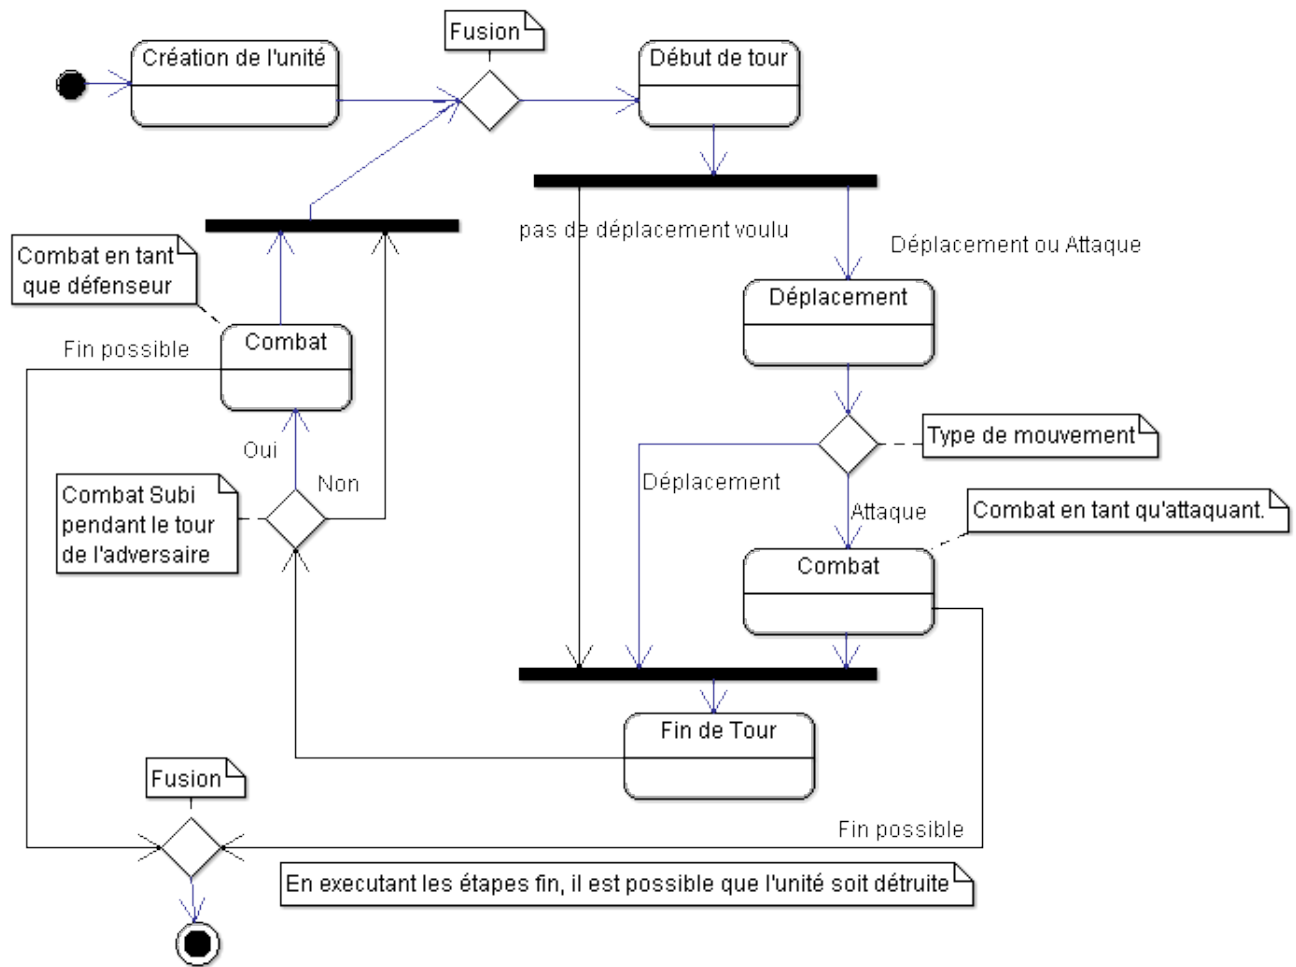 Fusion
Création de l'unité
Début de tour
pas de déplacement voulu
Déplacement ou Attaque
Combat en tant
que défenseur
Déplacement
Combat
Fin possible
Type de mouvement
Oui
Non
Déplacement
Combat Subi
pendant le tour
de l'adversaire
Attaque
Combat en tant qu'attaquant.
Combat
Fin de Tour
Fusion
Fin possible
En executant les étapes fin, il est possible que l'unité soit détruite